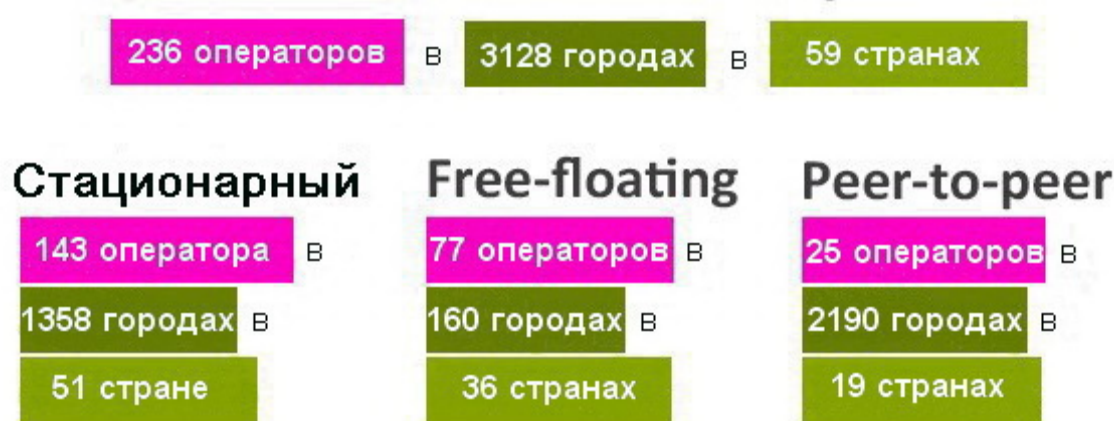 236 операторов в 3128 городах в 59 странах
Стационарный Free-floating Peer-to-peer
143 оператора в 77 операторов в 25 операторов в
1358 городах в 160 городах в 2190 городах в
51 стране 36 странах 19 странах